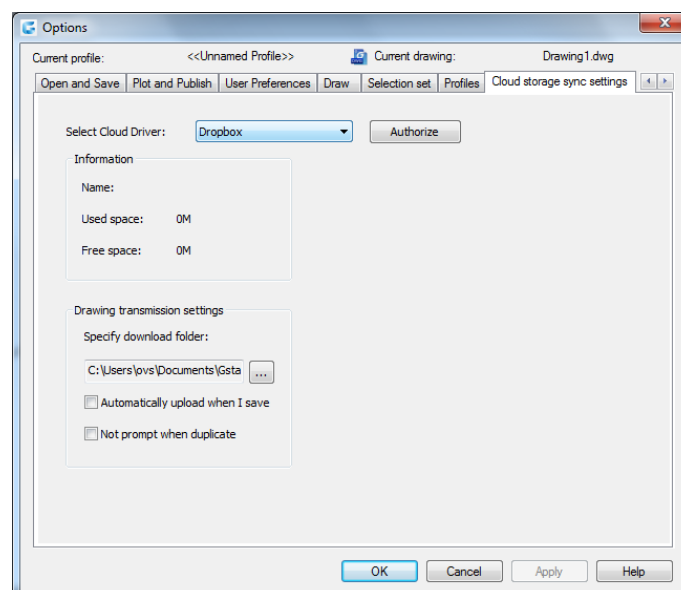 Options
Current profile: <<Unnamed Profile>> Current drawing: Drawing1.dwg
Open and Save Plot and Publish User Preferences Draw Selection set Profiles Cloud storage sync settings
Select Cloud Driver: Dropbox Authorize
Information
Name:
Used space: 0M
Free space: 0M
Drawing transmission settings
Specify download folder:
C:\Users\ovs\Documents\Gsta ...
Automatically upload when I save
Not prompt when duplicate
OK Cancel Apply Help